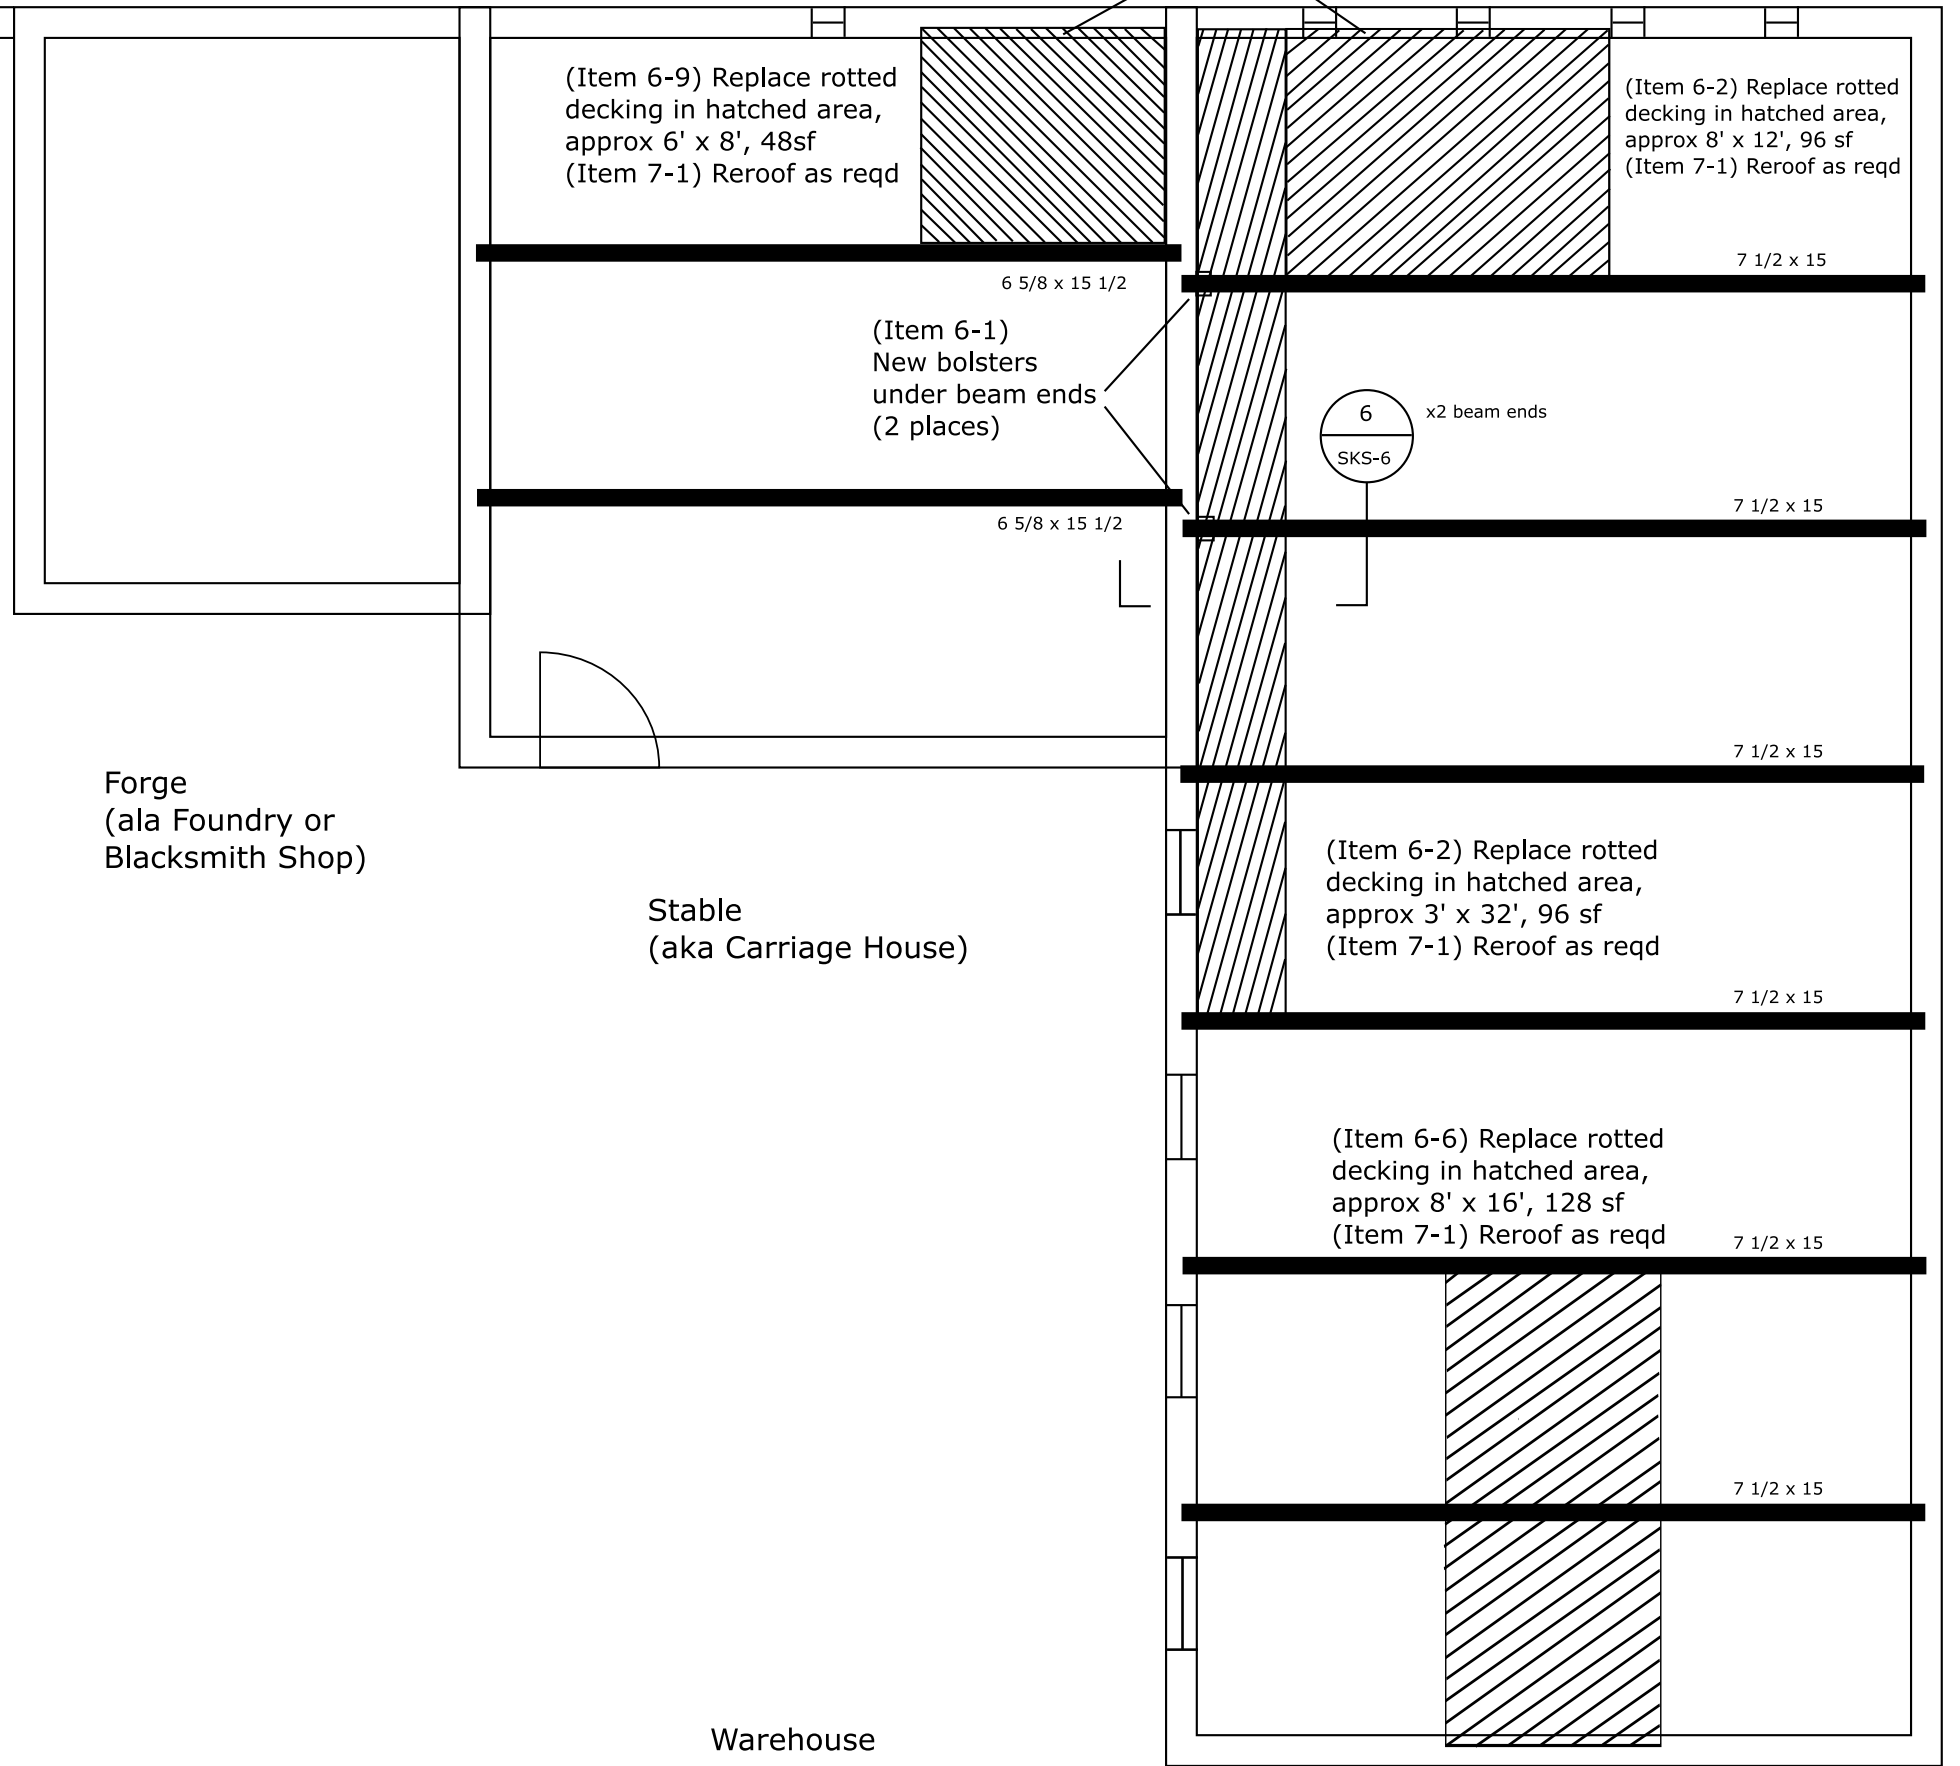 (Item 6-9) Replace rotted
decking in hatched area,
approx 6' x 8', 48sf
(Item 7-1) Reroof as reqd
(Item 6-2) Replace rotted
decking in hatched area,
approx 8' x 12', 96 sf
(Item 7-1) Reroof as reqd
7 1/2 x 15
6 5/8 x 15 1/2
(Item 6-1)
New bolsters
under beam ends
(2 places)
6
SKS-6
x2 beam ends
7 1/2 x 15
6 5/8 x 15 1/2
7 1/2 x 15
Forge
(ala Foundry or
Blacksmith Shop)
Stable
(aka Carriage House)
(Item 6-2) Replace rotted
decking in hatched area,
approx 3' x 32', 96 sf
(Item 7-1) Reroof as reqd
7 1/2 x 15
(Item 6-6) Replace rotted
decking in hatched area,
approx 8' x 16', 128 sf
(Item 7-1) Reroof as reqd
7 1/2 x 15
7 1/2 x 15
Warehouse